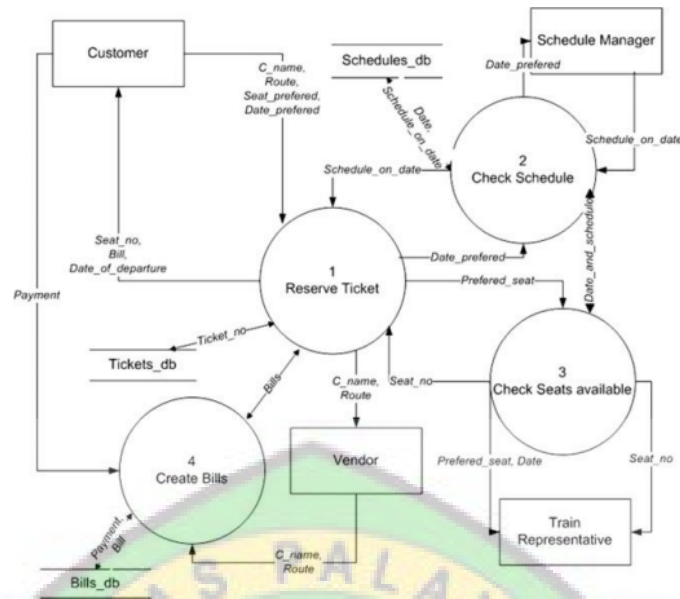 Customer
Schedules_db
Schedule Manager
C_name,
Route,
Seat_prefered,
Date_prefered
Date_prefered
Date,
Schedule_on_date
Schedule_on_date
2
Check Schedule
Schedule_on_date
Date_and_schedule
Seat_no,
Bill,
Date_of_departure
1
Reserve Ticket
Date_prefered
Prefered_seat
Payment
Ticket_no
Tickets_db
Bills
C_name,
Route
Seat_no
3
Check Seats available
4
Create Bills
Vendor
Prefered_seat, Date
Seat_no
Payment,
Bill
C_name,
Route
Train
Representative
Bills_db
AS PALA